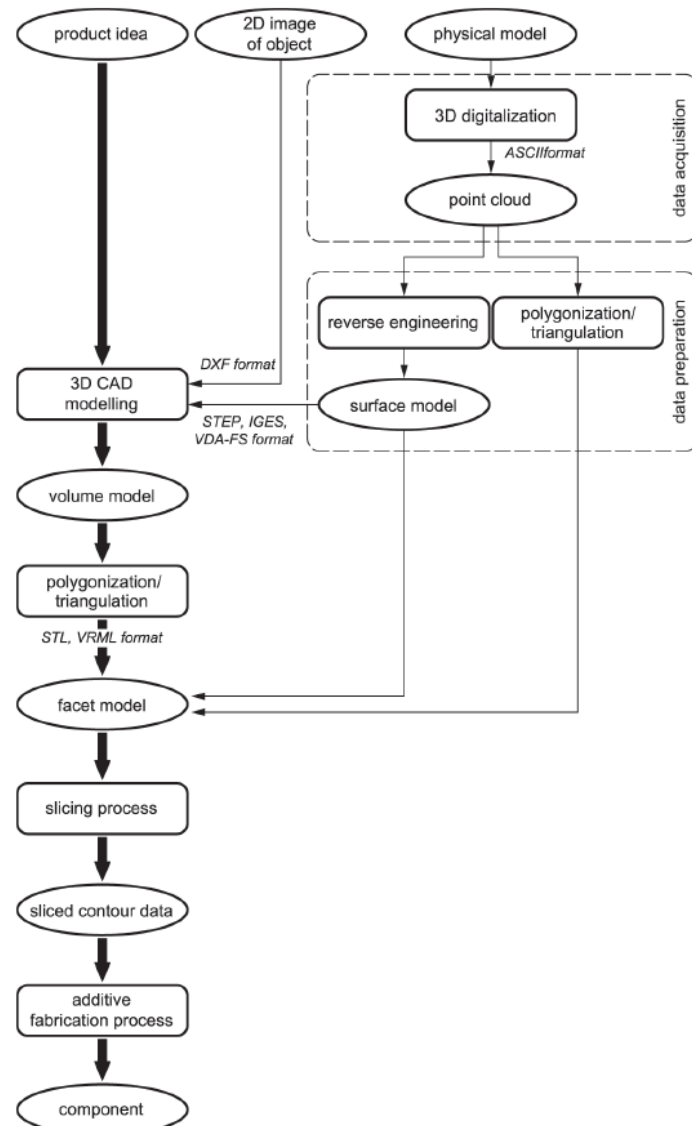 product idea
2D image
of object
physical model
3D digitalization
ASCIIformat
point cloud
data acquisition
reverse engineering
polygonization/
triangulation
surface model
data preparation
DXF format
3D CAD
modelling
STEP, IGES,
VDA-FS format
volume model
polygonization/
triangulation
STL, VRML format
facet model
slicing process
sliced contour data
additive
fabrication process
component